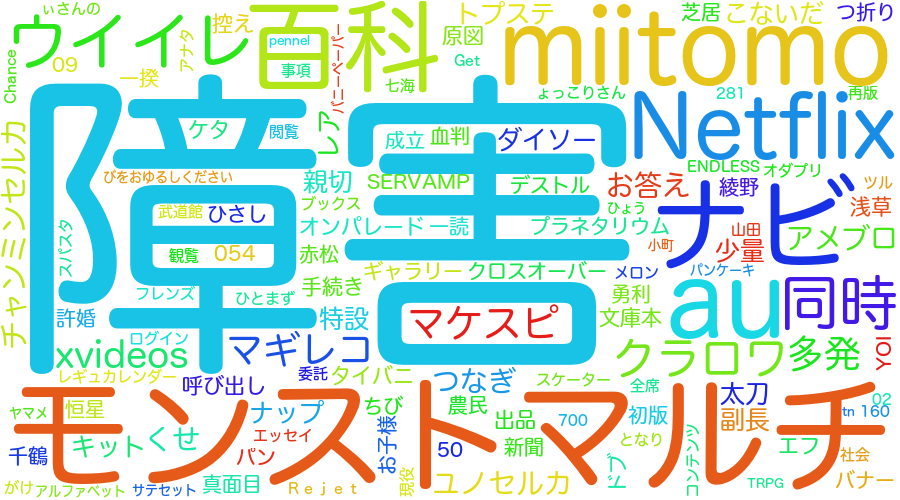 ぃさんの
トプステ
芝居
こないだ
つ折り
ウイイレ
百科
miitomo
控え
アナタ
バニーペーパー
pennel
事項
原図
Get
09
一揆
Chance
七海
ょっこりさん
281
再版
Netflix
障害
ケタ
閲覧
レア
成立
血判
ダイソー
ENDLESS
オダプリ
びをおゆるしください
親切
SERVAMP
デストル
お答え
ナビ
綾野
ツル
浅草
武道館
ひさし
ブックス
ひょう
オンパレード
一読
プラネタリウム
山田
小町
少量
アメブロ
チャンミンセルカ
スパスタ
観覧
054
赤松
ギャラリー
クロスオーバー
メロン
パンケーキ
フレンズ
ひとまず
手続き
勇利
au
同時
許婚
ログイン
特設
マケスピ
文庫本
xvideos
マギレコ
クラロワ
多発
YOI
レギュカレンダー
呼び出し
委託
タイバニ
つなぎ
スケーター
全席
太刀
02
モンストマルチ
ヤマメ
恒星
ナップ
ちび
農民
出品
700
初版
副長
tn 160
キット
くせ
エッセイ
お子様
となり
千鶴
パン
50
新聞
エフ
社会
がけ
アルファベット
サテセット
真面目
Rejet
現役
ユノセルカ
ドブ
コンテンツ
TRPG
バナー